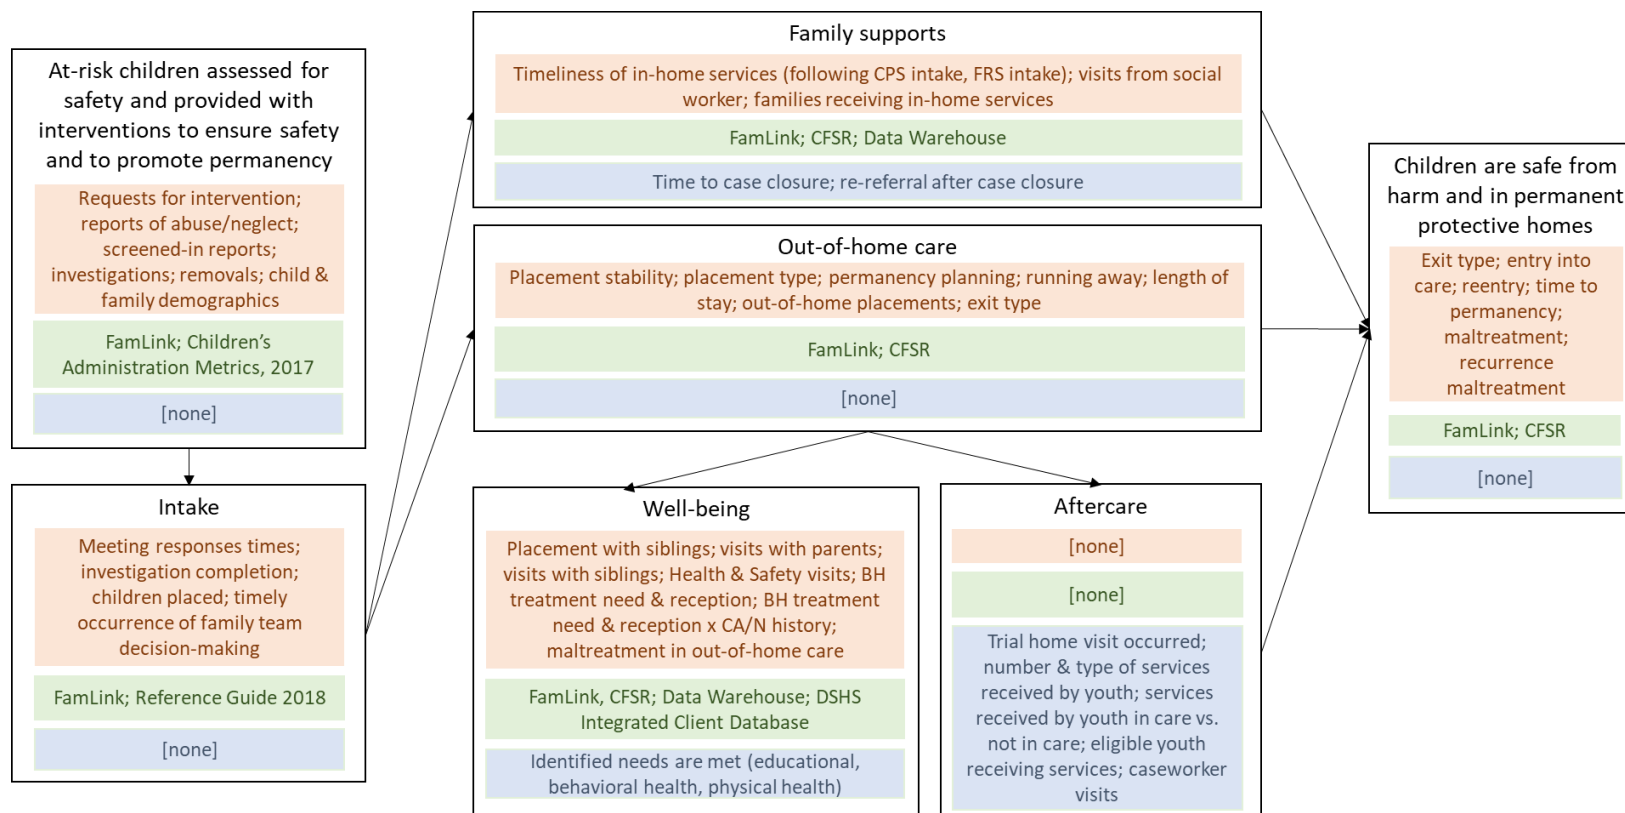 At-risk children assessed for
safety and provided with
interventions to ensure safety
and to promote permanency
Requests for intervention;
reports of abuse/neglect;
screened-in reports;
investigations; removals; child &
family demographics
FamLink; Children's
Administration Metrics, 2017
[none]
Intake
Meeting responses times;
investigation completion;
children placed; timely
occurrence of family team
decision-making
FamLink; Reference Guide 2018
[none]
Family supports
Timeliness of in-home services (following CPS intake, FRS intake); visits from social
worker; families receiving in-home services
FamLink; CFSR; Data Warehouse
Time to case closure; re-referral after case closure
Out-of-home care
Placement stability; placement type; permanency planning; running away; length of
stay; out-of-home placements; exit type
FamLink; CFSR
[none]
Well-being
Placement with siblings; visits with parents;
visits with siblings; Health & Safety visits; BH
treatment need & reception; BH treatment
need & reception x CA/N history;
maltreatment in out-of-home care
FamLink, CFSR; Data Warehouse; DSHS
Integrated Client Database
Identified needs are met (educational,
behavioral health, physical health)
Aftercare
[none]
[none]
Trial home visit occurred;
number & type of services
received by youth; services
received by youth in care vs.
not in care; eligible youth
receiving services; caseworker
visits
Children are safe from
harm and in permanent
protective homes
Exit type; entry into
care; reentry; time to
permanency;
maltreatment;
recurrence
maltreatment
FamLink; CFSR
[none]